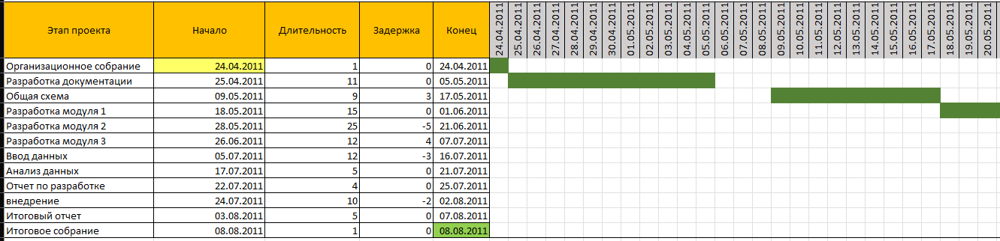 Этап проекта Начало Длительность Задержка Конец 24.04.2011 25.04.2011 26.04.2011 27.04.2011 28.04.2011 29.04.2011 30.04.2011 01.05.2011 02.05.2011 03.05.2011 04.05.2011 05.05.2011 06.05.2011 07.05.2011 08.05.2011 09.05.2011 10.05.2011 11.05.2011 12.05.2011 13.05.2011 14.05.2011 15.05.2011 16.05.2011 17.05.2011 18.05.2011 19.05.2011 20.05.2011
Организационное собрание 24.04.2011 1 0 24.04.2011
Разработка документации 25.04.2011 11 0 05.05.2011
Общая схема 09.05.2011 9 3 17.05.2011
Разработка модуля 1 18.05.2011 15 0 01.06.2011
Разработка модуля 2 28.05.2011 25 -5 21.06.2011
Разработка модуля 3 26.06.2011 12 4 07.07.2011
Ввод данных 05.07.2011 12 -3 16.07.2011
Анализ данных 17.07.2011 5 0 21.07.2011
Отчет по разработке 22.07.2011 4 0 25.07.2011
внедрение 24.07.2011 10 -2 02.08.2011
Итоговый отчет 03.08.2011 5 0 07.08.2011
Итоговое собрание 08.08.2011 1 0 08.08.2011